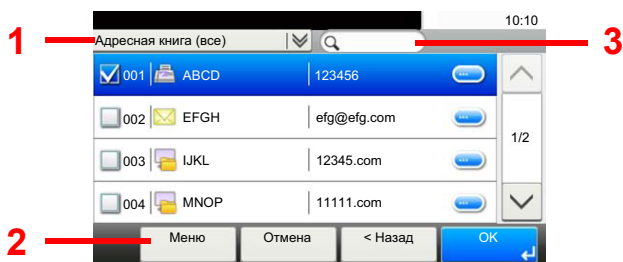 10:10
1 Адресная книга (все) 3
001 ABCD 123456
002 EFGH efg@efg.com
1/2
003 IJKL 12345.com
004 MNOP 11111.com
2 Меню Отмена < Назад OK